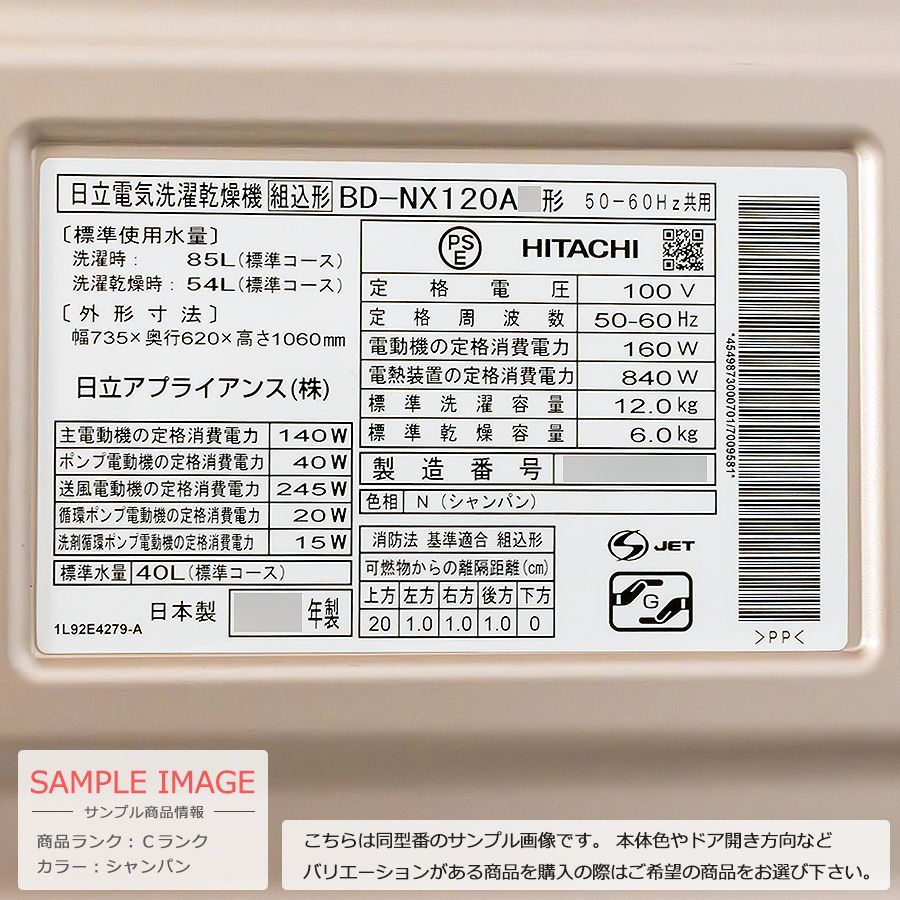 日立電気洗濯乾燥機 組込形 BD-NX120A 形 50-60Hz共用
〔標準使用水量〕
洗濯時： 85L(標準コース)
洗濯乾燥時： 54L(標準コース)
〔外形寸法〕
幅735×奥行620×高さ1060mm
日立アプライアンス(株)
主電動機の定格消費電力 140W
ポンプ電動機の定格消費電力 40W
送風電動機の定格消費電力 245W
循環ポンプ電動機の定格消費電力 20W
洗剤循環ポンプ電動機の定格消費電力 15W
標準水量 40L(標準コース)
日本製 年製
1L92E4279-A
PSE HITACHI
定格電圧 100V
定格周波数 50-60Hz
電動機の定格消費電力 160W
電熱装置の定格消費電力 840W
標準洗濯容量 12.0kg
標準乾燥容量 6.0kg
製造番号
色相 N（シャンパン）
消防法 基準適合 組込形
可燃物からの離隔距離(cm)
上方 左方 右方 後方 下方
20 1.0 1.0 1.0 0
S JET
G
*4549873000701/7009581*
>PP<
SAMPLE IMAGE
サンプル商品情報
商品ランク：Cランク
カラー：シャンパン
こちらは同型番のサンプル画像です。 本体色やドア開き方向など
バリエーションがある商品を購入の際はご希望の商品をお選び下さい。